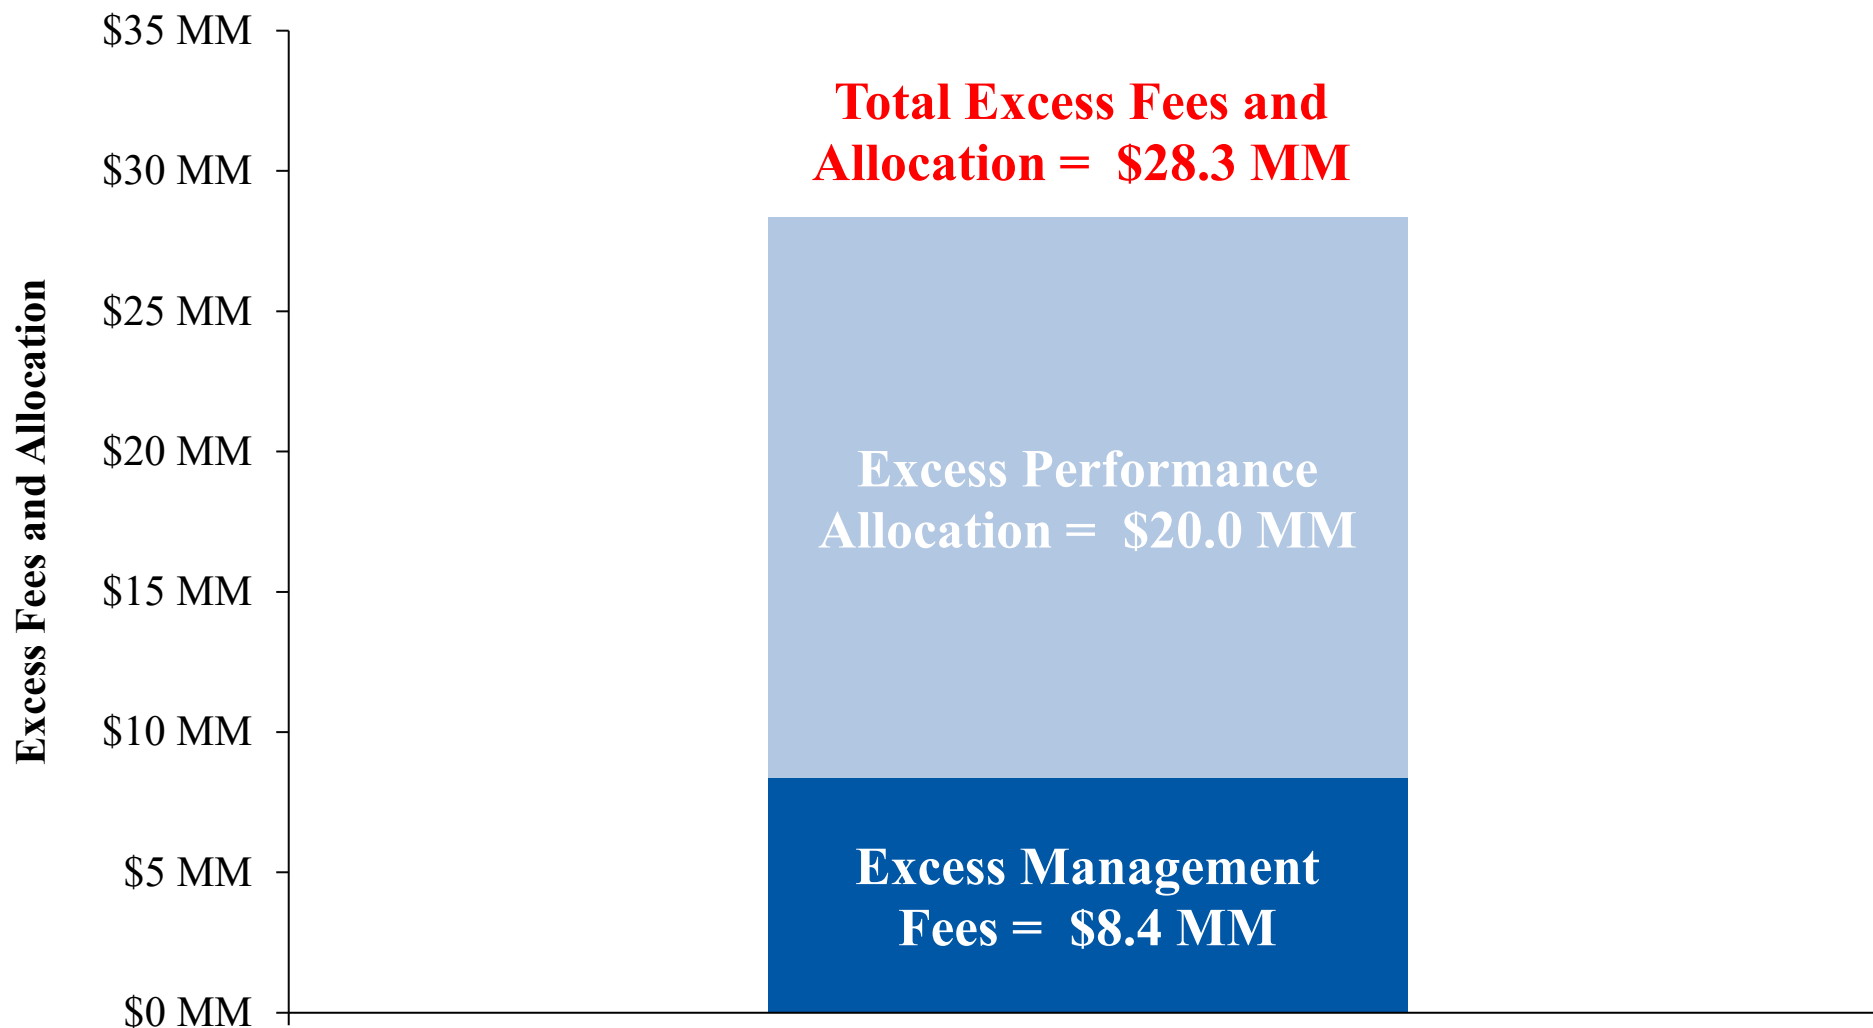 Excess Fees and Allocation
$35 MM
$30 MM
$25 MM
$20 MM
$15 MM
$10 MM
$5 MM
$0 MM
Total Excess Fees and
Allocation =  $28.3 MM
Excess Performance
Allocation =  $20.0 MM
Excess Management
Fees =  $8.4 MM